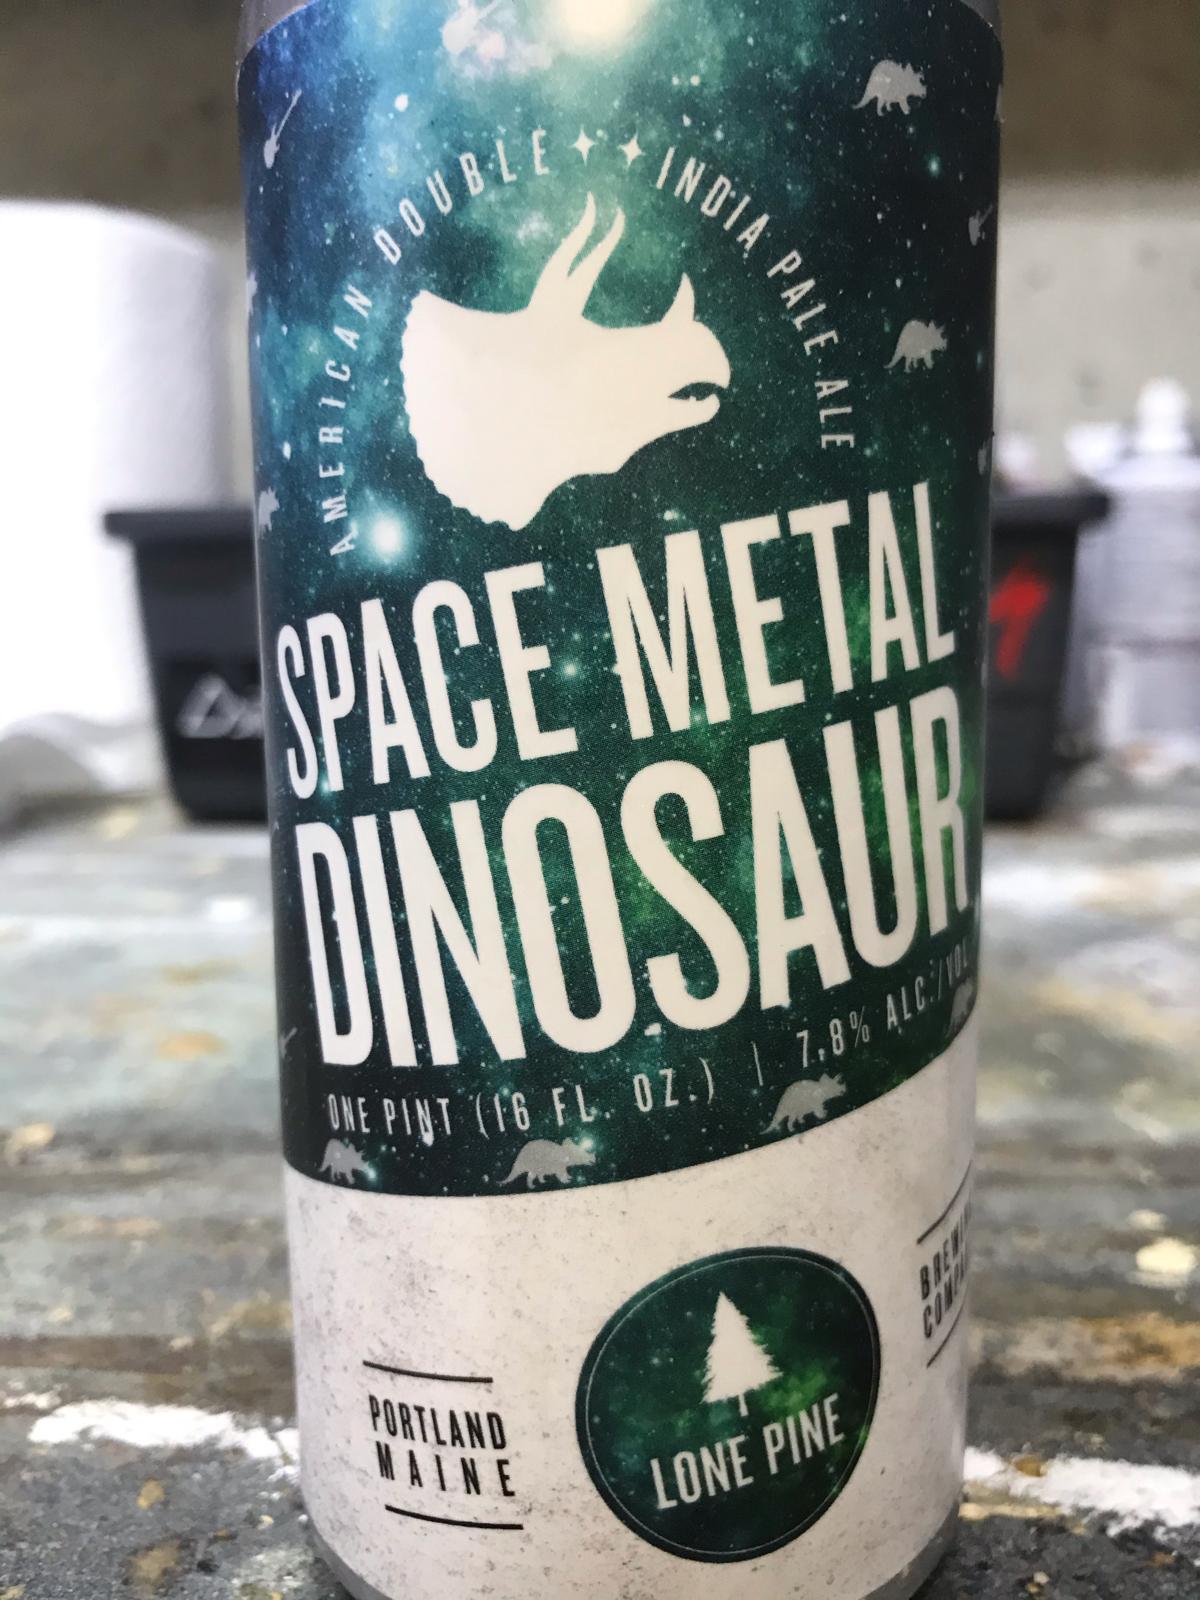 AMERICAN DOUBLE INDIA PALE ALE
SPACE METAL
DINOSAUR
ONE PINT (16 FL. OZ.) | 7.8% ALC./VOL
PORTLAND
MAINE
LONE PINE